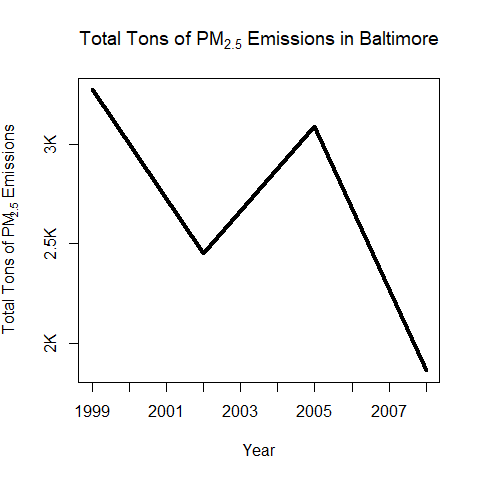 Total Tons of PM2.5 Emissions in Baltimore
Total Tons of PM2.5 Emissions
3K
2.5K
2K
1999 2001 2003 2005 2007
Year